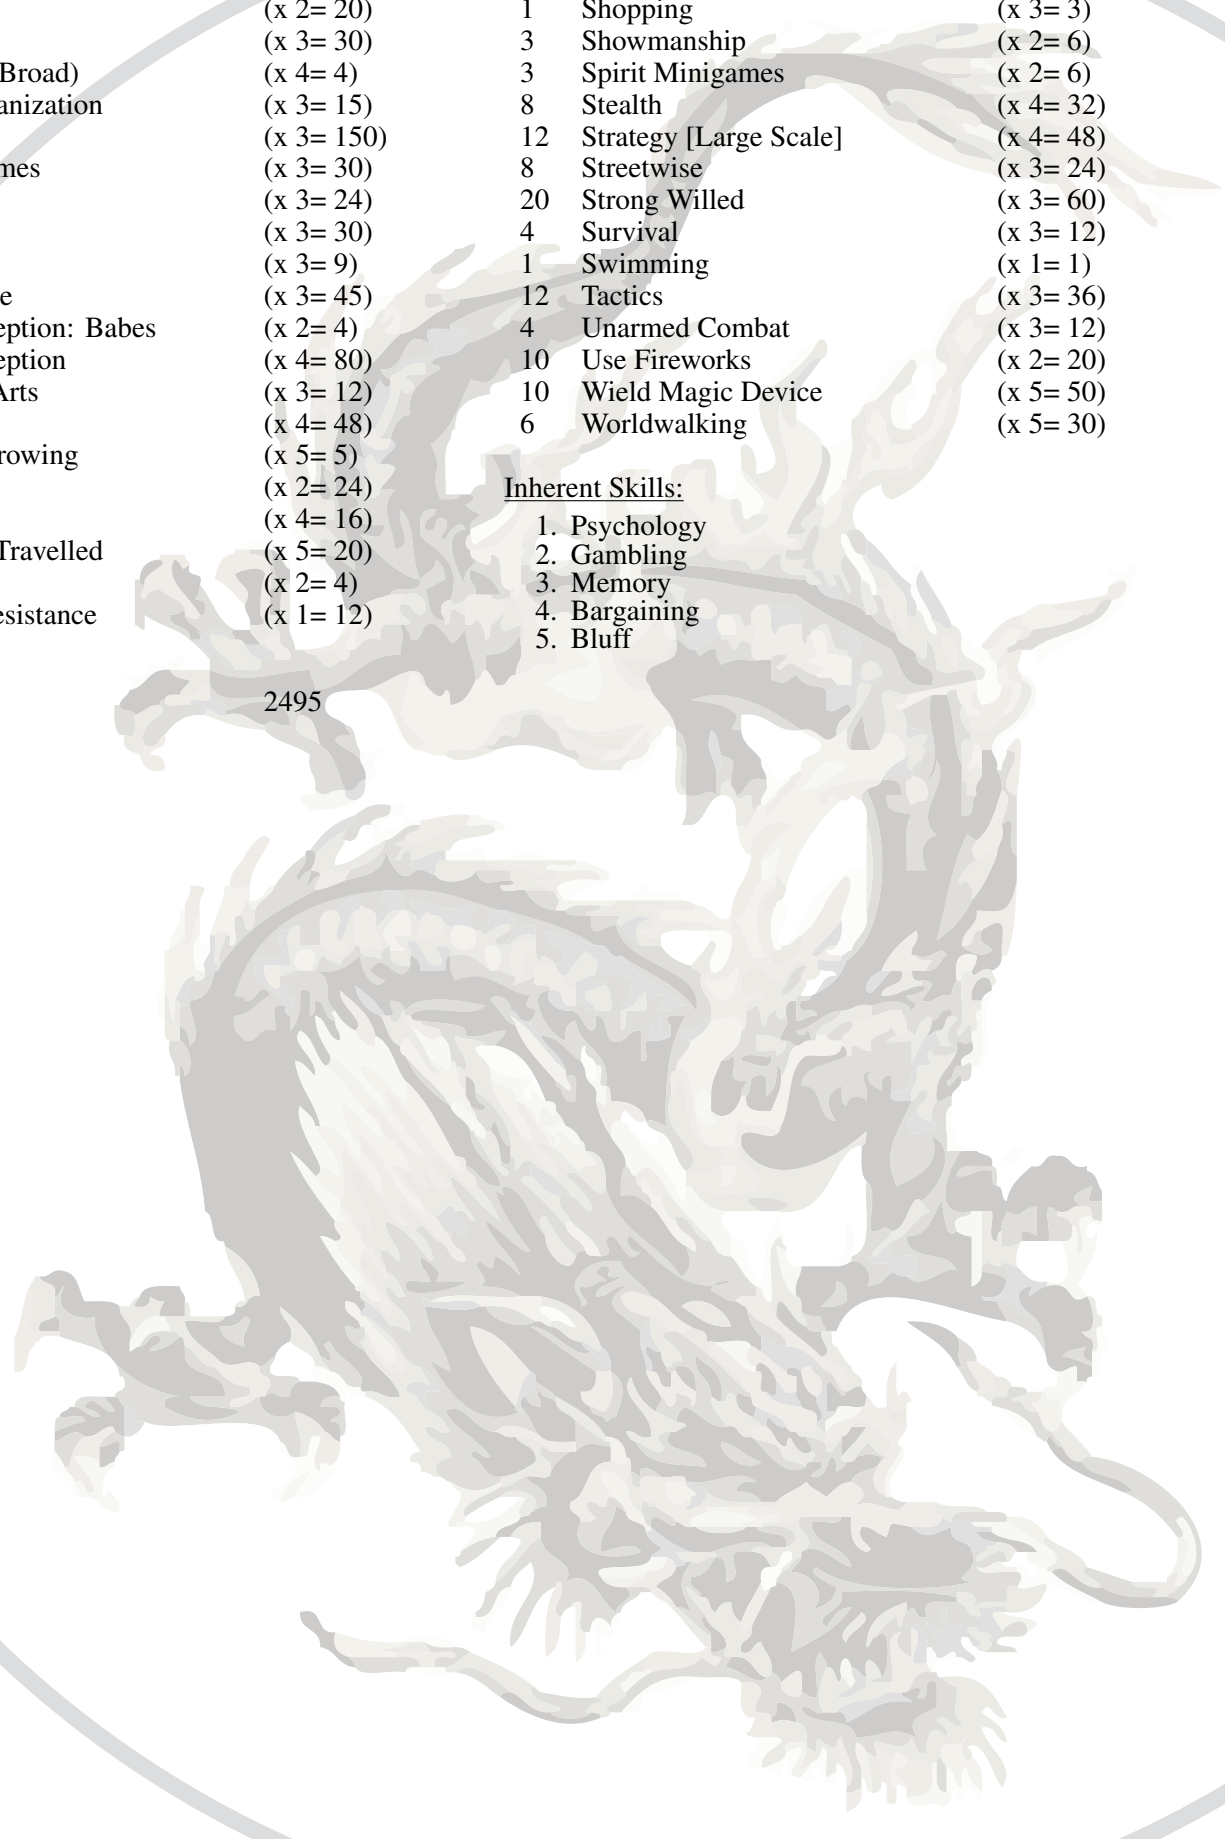 (x 2= 20)
(x 3= 30)
Broad) (x 4= 4)
anization (x 3= 15)
(x 3= 150)
mes (x 3= 30)
(x 3= 24)
(x 3= 30)
(x 3= 9)
e (x 3= 45)
eption: Babes (x 2= 4)
eption (x 4= 80)
Arts (x 3= 12)
(x 4= 48)
rowing (x 5= 5)
(x 2= 24)
(x 4= 16)
Travelled (x 5= 20)
(x 2= 4)
esistance (x 1= 12)
2495
1 Shopping (x 3= 3)
3 Showmanship (x 2= 6)
3 Spirit Minigames (x 2= 6)
8 Stealth (x 4= 32)
12 Strategy [Large Scale] (x 4= 48)
8 Streetwise (x 3= 24)
20 Strong Willed (x 3= 60)
4 Survival (x 3= 12)
1 Swimming (x 1= 1)
12 Tactics (x 3= 36)
4 Unarmed Combat (x 3= 12)
10 Use Fireworks (x 2= 20)
10 Wield Magic Device (x 5= 50)
6 Worldwalking (x 5= 30)
Inherent Skills:
1. Psychology
2. Gambling
3. Memory
4. Bargaining
5. Bluff